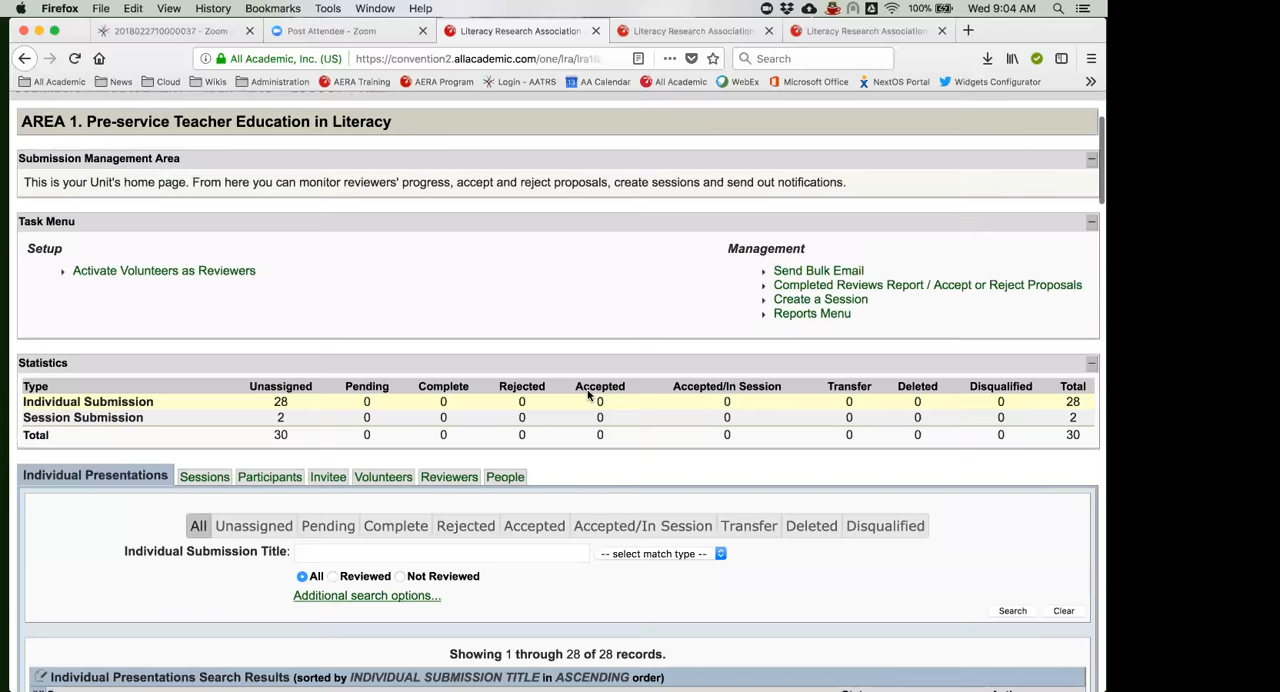 Firefox File Edit View History Bookmarks Tools Window Help 100% Wed 9:04 AM
2018022710000037 - Zoom Post Attendee - Zoom Literacy Research Association Literacy Research Association Literacy Research Association
All Academic, Inc. (US) https://convention2.allacademic.com/one/lra/lra18 Search
All Academic News Cloud Wikis Administration AERA Training AERA Program Login - AATRS 13 AA Calendar All Academic WebEx Microsoft Office NextOS Portal Widgets Configurator
AREA 1. Pre-service Teacher Education in Literacy
Submission Management Area
This is your Unit's home page. From here you can monitor reviewers' progress, accept and reject proposals, create sessions and send out notifications.
Task Menu
Setup Management
Activate Volunteers as Reviewers Send Bulk Email
Completed Reviews Report / Accept or Reject Proposals
Create a Session
Reports Menu
Statistics
Type Unassigned Pending Complete Rejected Accepted Accepted/In Session Transfer Deleted Disqualified Total
Individual Submission 28 0 0 0 0 0 0 0 0 28
Session Submission 2 0 0 0 0 0 0 0 0 2
Total 30 0 0 0 0 0 0 0 0 30
Individual Presentations Sessions Participants Invitee Volunteers Reviewers People
All Unassigned Pending Complete Rejected Accepted Accepted/In Session Transfer Deleted Disqualified
Individual Submission Title: -- select match type --
All Reviewed Not Reviewed
Additional search options...
Search Clear
Showing 1 through 28 of 28 records.
Individual Presentations Search Results (sorted by INDIVIDUAL SUBMISSION TITLE in ASCENDING order)